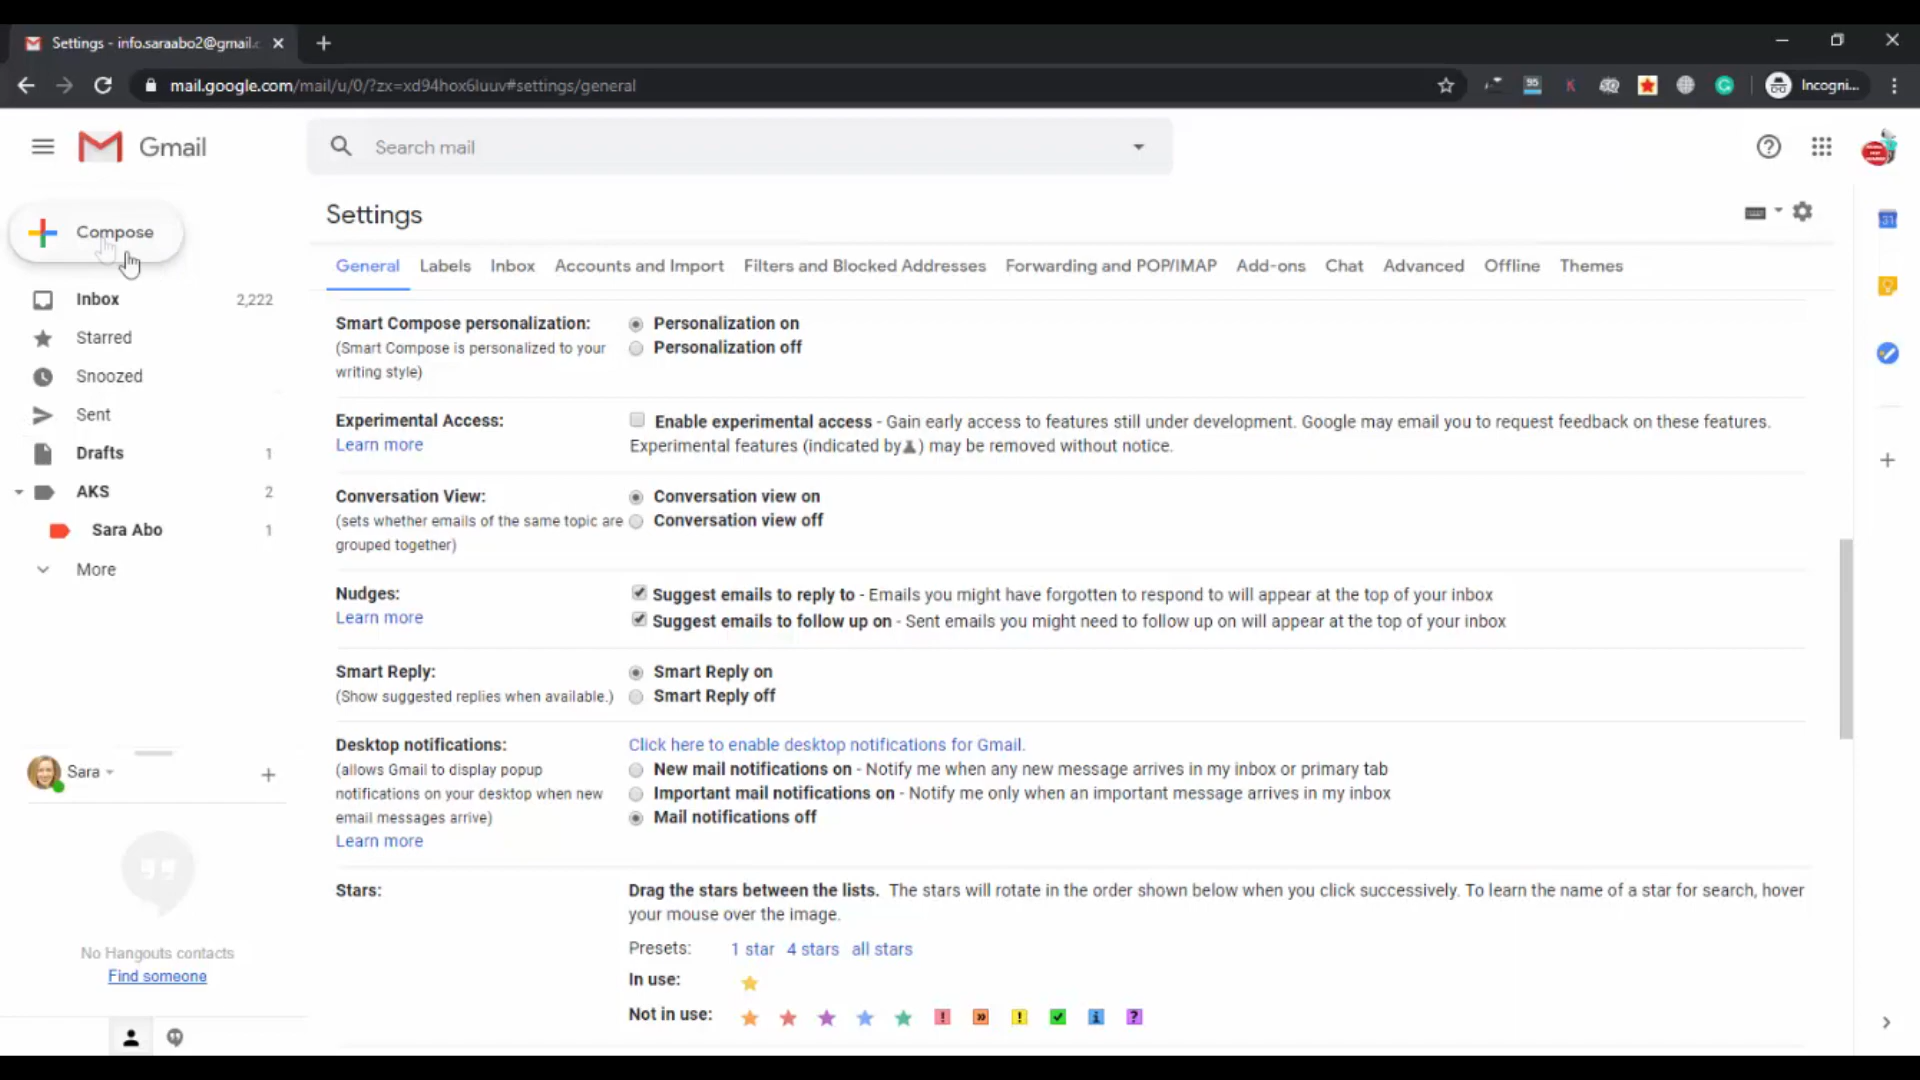 Settings - info.saraabo2@gmail.c
mail.google.com/mail/u/0/?zx=xd94hox6luuv#settings/general
95
K
Incogni...
Gmail
Search mail
Compose
Settings
31
General Labels Inbox Accounts and Import Filters and Blocked Addresses Forwarding and POP/IMAP Add-ons Chat Advanced Offline Themes
Inbox 2,222
Starred
Snoozed
Sent
Drafts 1
AKS 2
Sara Abo 1
More
Smart Compose personalization:
(Smart Compose is personalized to your
writing style)
Personalization on
Personalization off
Experimental Access:
Learn more
Enable experimental access - Gain early access to features still under development. Google may email you to request feedback on these features.
Experimental features (indicated by ) may be removed without notice.
Conversation View:
(sets whether emails of the same topic are
grouped together)
Conversation view on
Conversation view off
Nudges:
Learn more
Suggest emails to reply to - Emails you might have forgotten to respond to will appear at the top of your inbox
Suggest emails to follow up on - Sent emails you might need to follow up on will appear at the top of your inbox
Smart Reply:
(Show suggested replies when available.)
Smart Reply on
Smart Reply off
Desktop notifications:
(allows Gmail to display popup
notifications on your desktop when new
email messages arrive)
Learn more
Click here to enable desktop notifications for Gmail.
New mail notifications on - Notify me when any new message arrives in my inbox or primary tab
Important mail notifications on - Notify me only when an important message arrives in my inbox
Mail notifications off
Stars:
Drag the stars between the lists. The stars will rotate in the order shown below when you click successively. To learn the name of a star for search, hover
your mouse over the image.
Presets: 1 star 4 stars all stars
In use:
Not in use:
Sara
No Hangouts contacts
Find someone